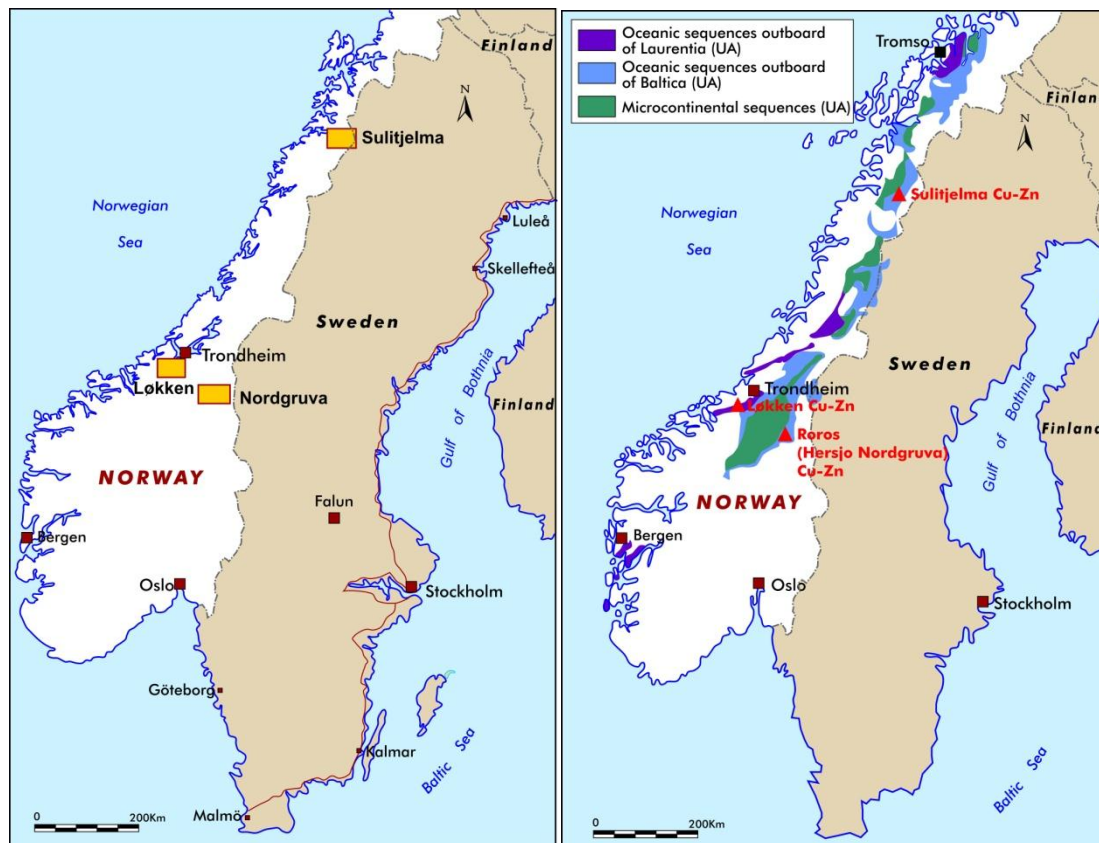 Finland
N
Sulitjelma
Norwegian
Sea
Luleå
Skellefteå
Sweden
Trondheim
Løkken
Nordgruva
Gulf of Bothnia
Finland
NORWAY
Falun
Bergen
Oslo
Stockholm
Göteborg
Kalmar
Baltic Sea
Malmö
0
200Km
Oceanic sequences outboard
of Laurentia (UA)
Oceanic sequences outboard
of Baltica (UA)
Microcontinental sequences (UA)
Tromso
Finland
N
Sulitjelma Cu-Zn
Norwegian
Sea
Sweden
Trondheim
Løkken Cu-Zn
Roros
(Hersjo Nordgruva)
Cu-Zn
Gulf of Bothnia
Finland
NORWAY
Bergen
Oslo
Stockholm
Baltic Sea
0
200Km